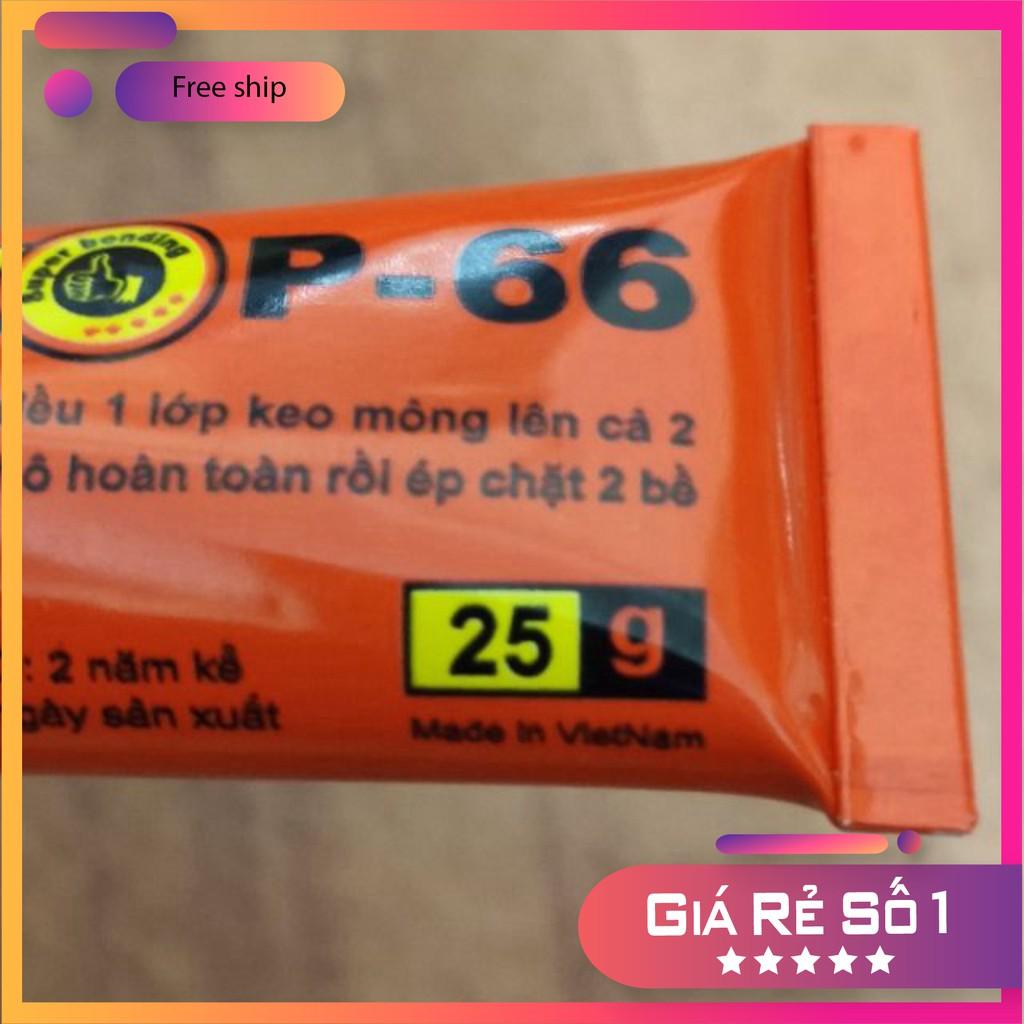 Free ship
Super bonding
P-66
đều 1 lớp keo mỏng lên cả 2
ô hoàn toàn rồi ép chặt 2 bề
: 2 năm kể
gày sản xuất
25 g
Made in VietNam
GIÁ RẺ SỐ 1